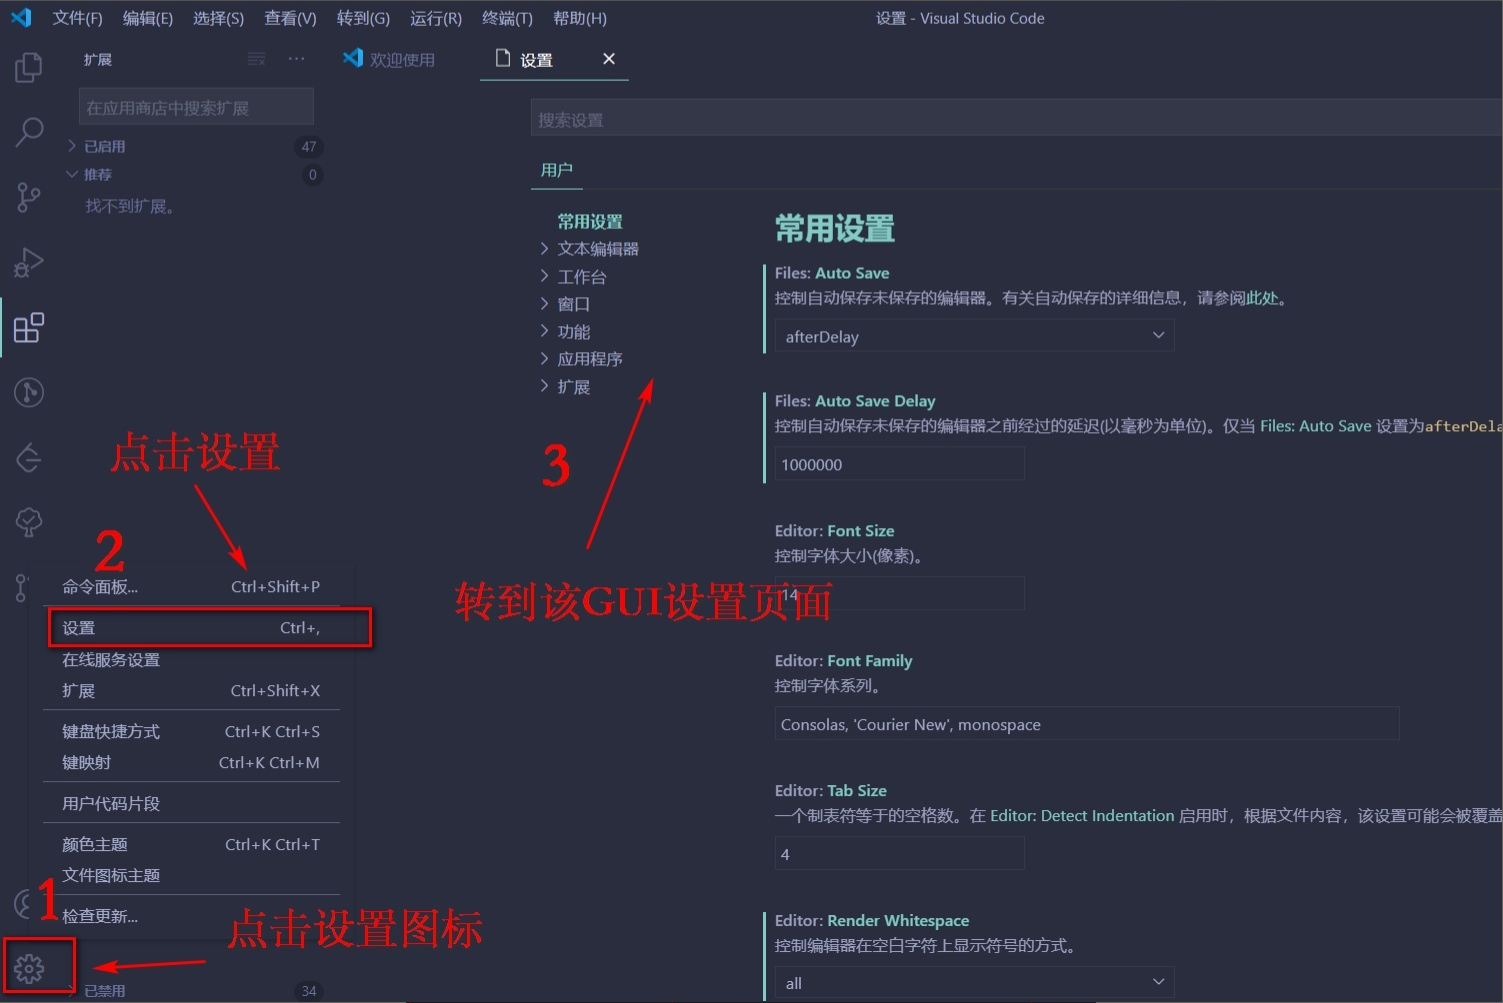 文件(F) 编辑(E) 选择(S) 查看(V) 转到(G) 运行(R) 终端(T) 帮助(H) 设置 - Visual Studio Code
扩展 ··· 欢迎使用 设置
在应用商店中搜索扩展
已启用 47
推荐 0
找不到扩展。
搜索设置
用户
常用设置
文本编辑器
工作台
窗口
功能
应用程序
扩展
常用设置
Files: Auto Save
控制自动保存未保存的编辑器。有关自动保存的详细信息，请参阅此处。
afterDelay
Files: Auto Save Delay
控制自动保存未保存的编辑器之前经过的延迟(以毫秒为单位)。仅当 Files: Auto Save 设置为afterDela
1000000
Editor: Font Size
控制字体大小(像素)。
14
Editor: Font Family
控制字体系列。
Consolas, 'Courier New', monospace
Editor: Tab Size
一个制表符等于的空格数。在 Editor: Detect Indentation 启用时，根据文件内容，该设置可能会被覆盖
4
Editor: Render Whitespace
控制编辑器在空白字符上显示符号的方式。
all
点击设置
2
3
转到该GUI设置页面
命令面板... Ctrl+Shift+P
设置 Ctrl+,
在线服务设置
扩展 Ctrl+Shift+X
键盘快捷方式 Ctrl+K Ctrl+S
键映射 Ctrl+K Ctrl+M
用户代码片段
颜色主题 Ctrl+K Ctrl+T
文件图标主题
检查更新...
1
点击设置图标
已禁用 34